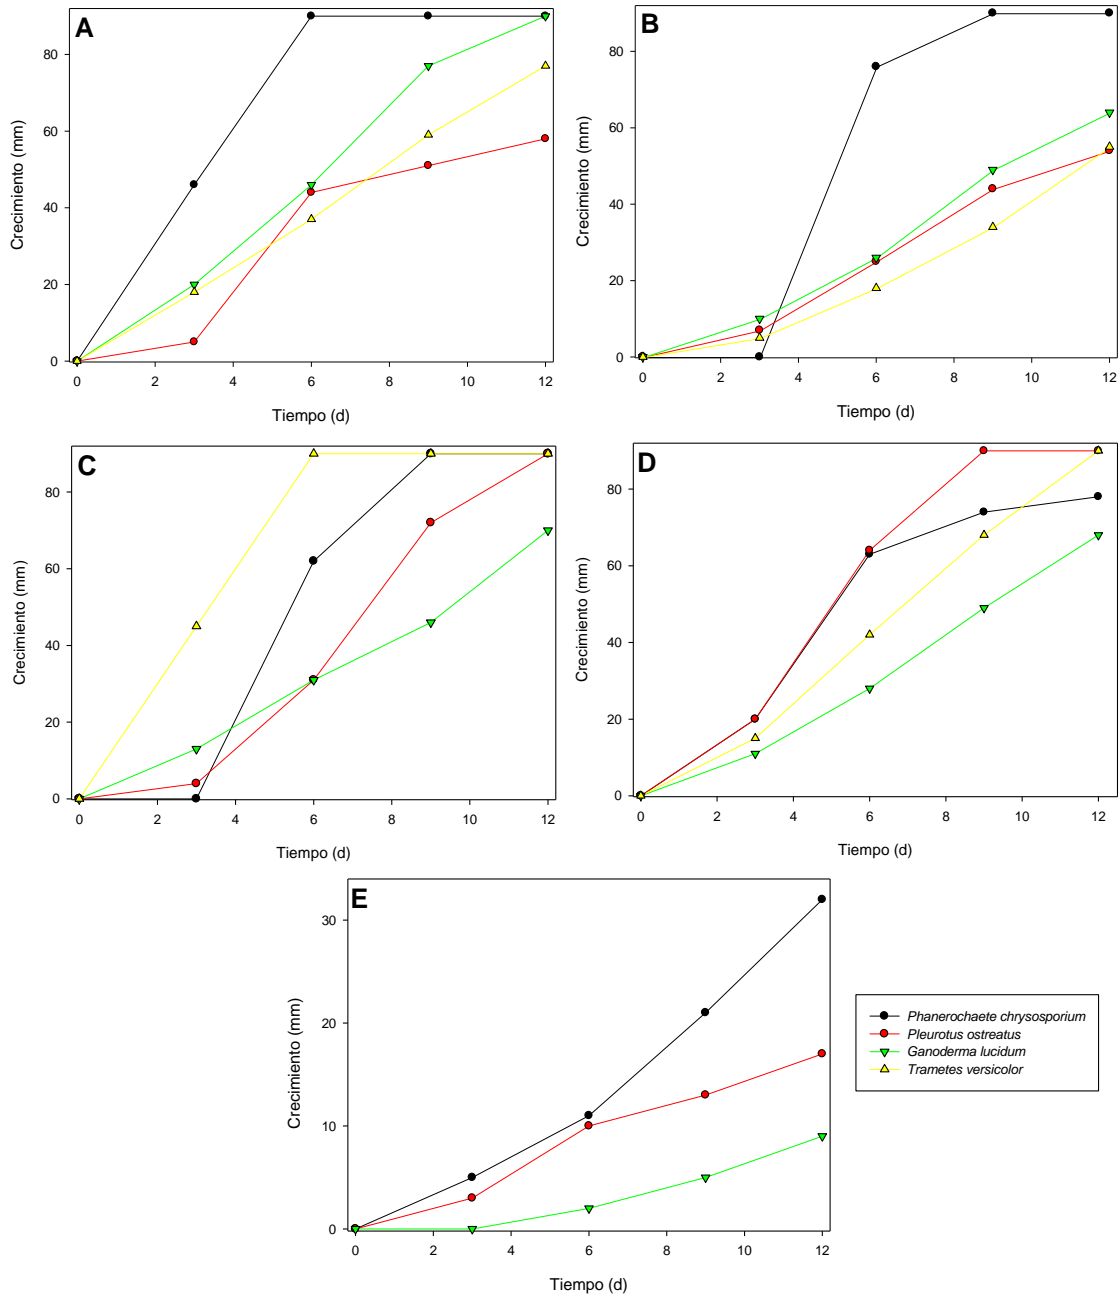 A
Crecimiento (mm)
80
60
40
20
0
0 2 4 6 8 10 12
Tiempo (d)
B
Crecimiento (mm)
80
60
40
20
0
0 2 4 6 8 10 12
Tiempo (d)
C
Crecimiento (mm)
80
60
40
20
0
0 2 4 6 8 10 12
Tiempo (d)
D
Crecimiento (mm)
80
60
40
20
0
0 2 4 6 8 10 12
Tiempo (d)
E
Crecimiento (mm)
30
20
10
0
0 2 4 6 8 10 12
Tiempo (d)
Phanerochaete chrysosporium
Pleurotus ostreatus
Ganoderma lucidum
Trametes versicolor